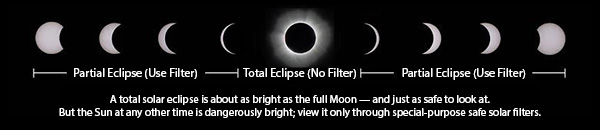 Partial Eclipse (Use Filter) Total Eclipse (No Filter) Partial Eclipse (Use Filter)
A total solar eclipse is about as bright as the full Moon — and just as safe to look at.
But the Sun at any other time is dangerously bright; view it only through special-purpose safe solar filters.